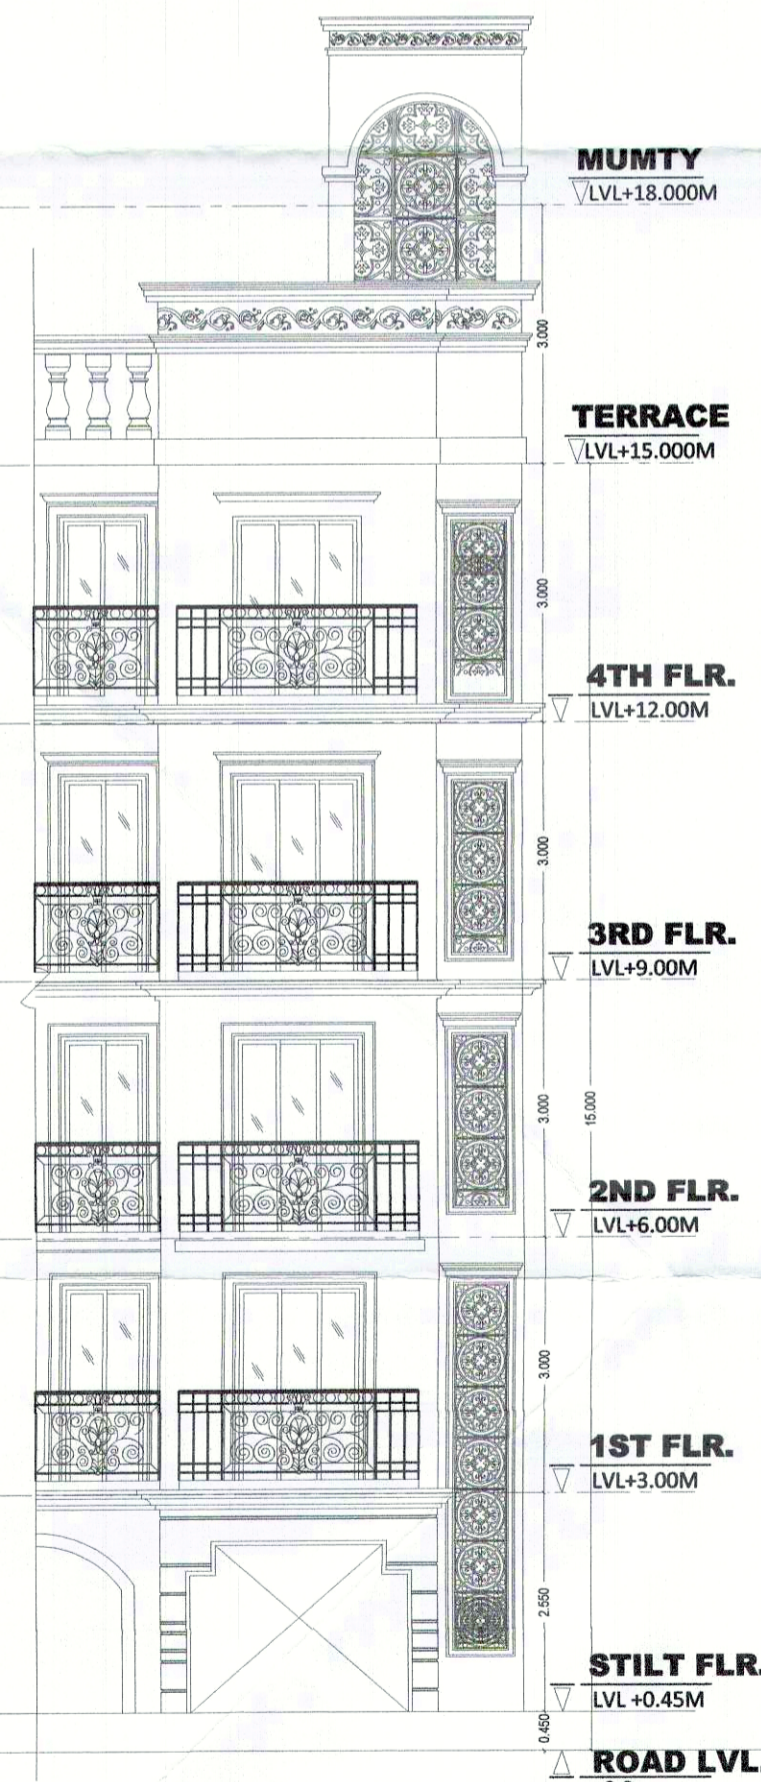 MUMTY
LVL+18.000M
3.000
TERRACE
LVL+15.000M
3.000
4TH FLR.
LVL+12.00M
3.000
3RD FLR.
LVL+9.00M
3.000
15.000
2ND FLR.
LVL+6.00M
3.000
1ST FLR.
LVL+3.00M
2.550
STILT FLR.
LVL +0.45M
0.450
ROAD LVL.